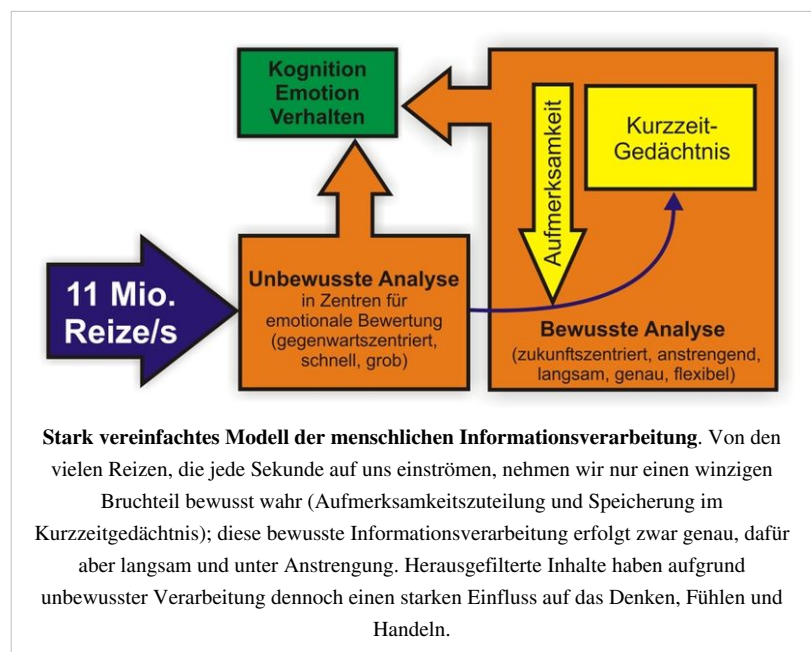 Kognition
Emotion
Verhalten
Aufmerksamkeit
Kurzzeit-
Gedächtnis
11 Mio.
Reize/s
Unbewusste Analyse
in Zentren für
emotionale Bewertung
(gegenwartszentriert,
schnell, grob)
Bewusste Analyse
(zukunftszentriert, anstrengend,
langsam, genau, flexibel)
Stark vereinfachtes Modell der menschlichen Informationsverarbeitung. Von den
vielen Reizen, die jede Sekunde auf uns einströmen, nehmen wir nur einen winzigen
Bruchteil bewusst wahr (Aufmerksamkeitszuteilung und Speicherung im
Kurzzeitgedächtnis); diese bewusste Informationsverarbeitung erfolgt zwar genau, dafür
aber langsam und unter Anstrengung. Herausgefilterte Inhalte haben aufgrund
unbewusster Verarbeitung dennoch einen starken Einfluss auf das Denken, Fühlen und
Handeln.